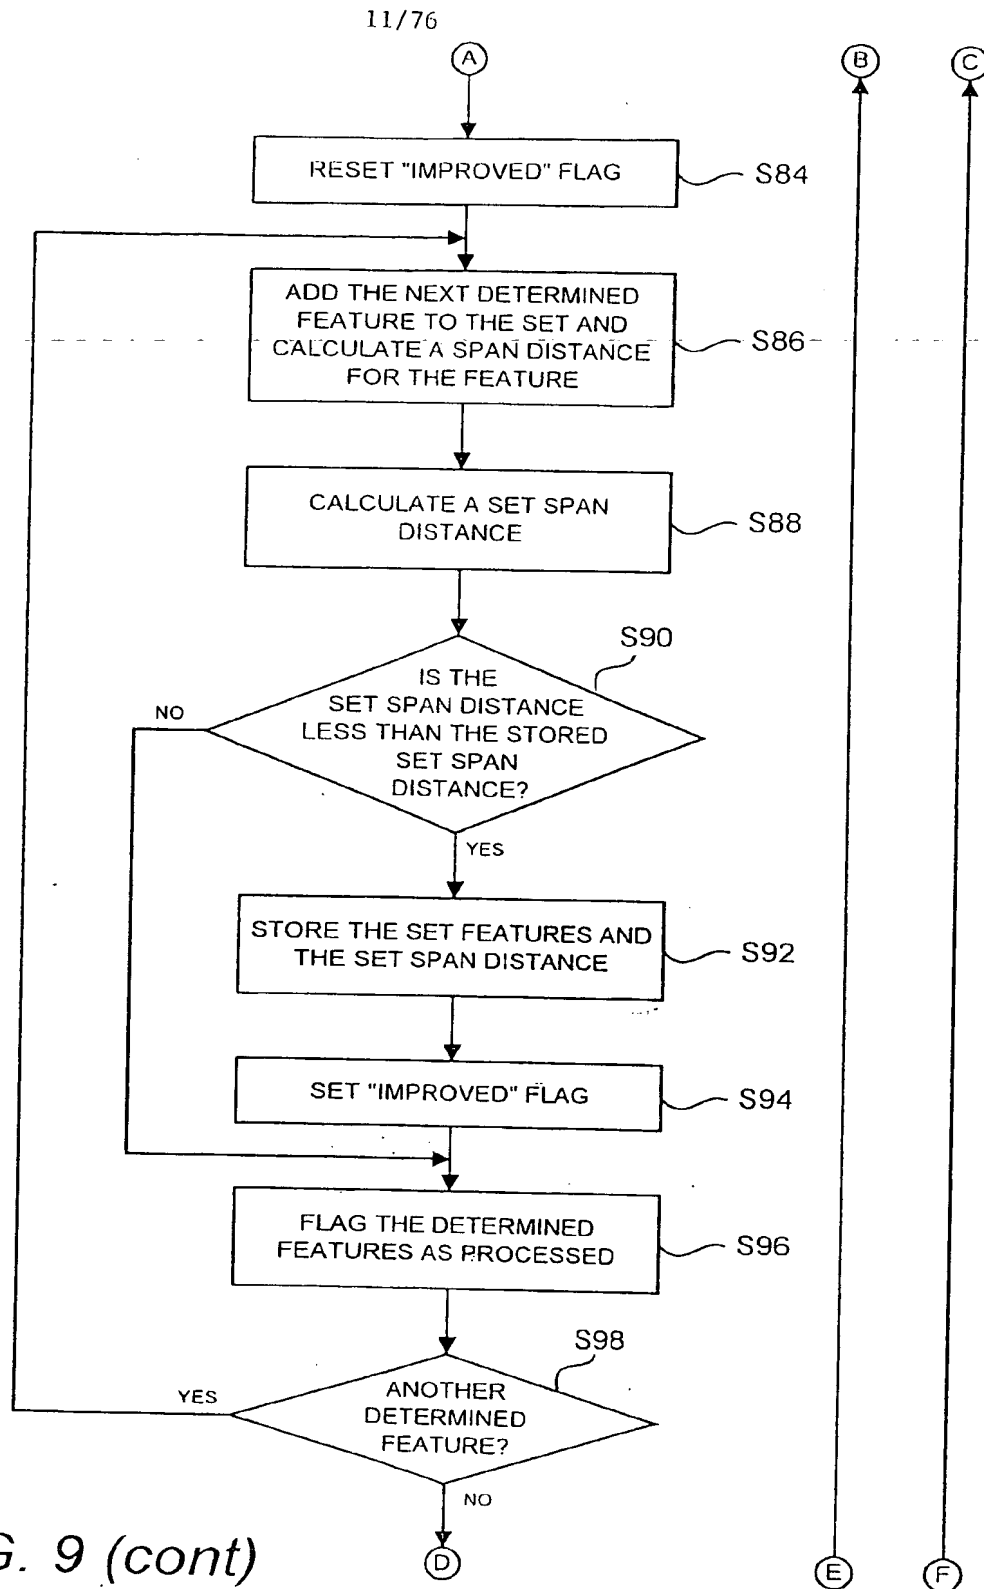 11/76
A
B
C
RESET "IMPROVED" FLAG
S84
ADD THE NEXT DETERMINED
FEATURE TO THE SET AND
CALCULATE A SPAN DISTANCE
FOR THE FEATURE
S86
CALCULATE A SET SPAN
DISTANCE
S88
S90
IS THE
SET SPAN DISTANCE
LESS THAN THE STORED
SET SPAN
DISTANCE?
NO
YES
STORE THE SET FEATURES AND
THE SET SPAN DISTANCE
S92
SET "IMPROVED" FLAG
S94
FLAG THE DETERMINED
FEATURES AS PROCESSED
S96
S98
YES
ANOTHER
DETERMINED
FEATURE?
NO
G. 9 (cont)
D
E
F